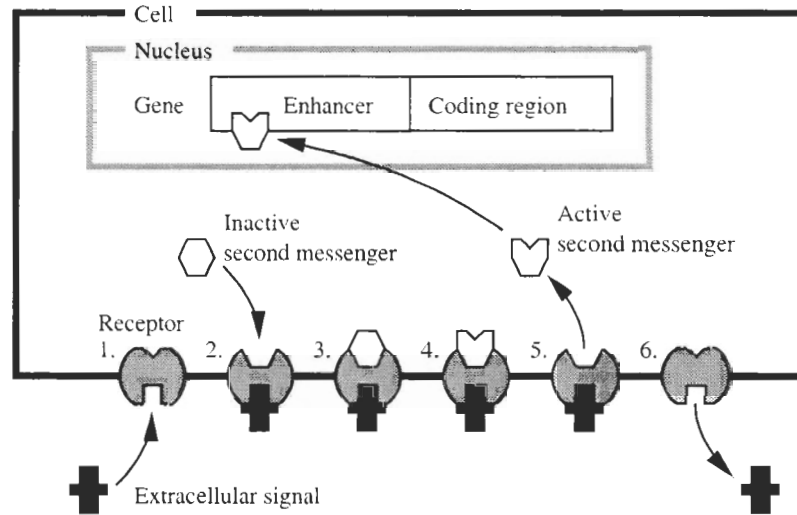 Cell
Nucleus
Gene Enhancer Coding region
Inactive
second messenger
Active
second messenger
Receptor
1. 2. 3. 4. 5. 6.
Extracellular signal